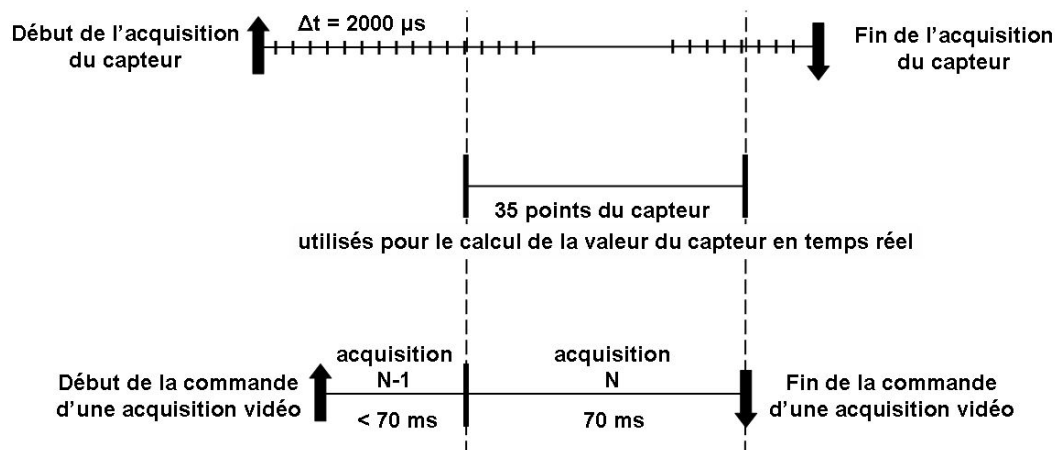 Δt = 2000 µs
Début de l'acquisition
du capteur
Fin de l'acquisition
du capteur
35 points du capteur
utilisés pour le calcul de la valeur du capteur en temps réel
acquisition
N-1
acquisition
N
Début de la commande
d'une acquisition vidéo
< 70 ms
70 ms
Fin de la commande
d'une acquisition vidéo